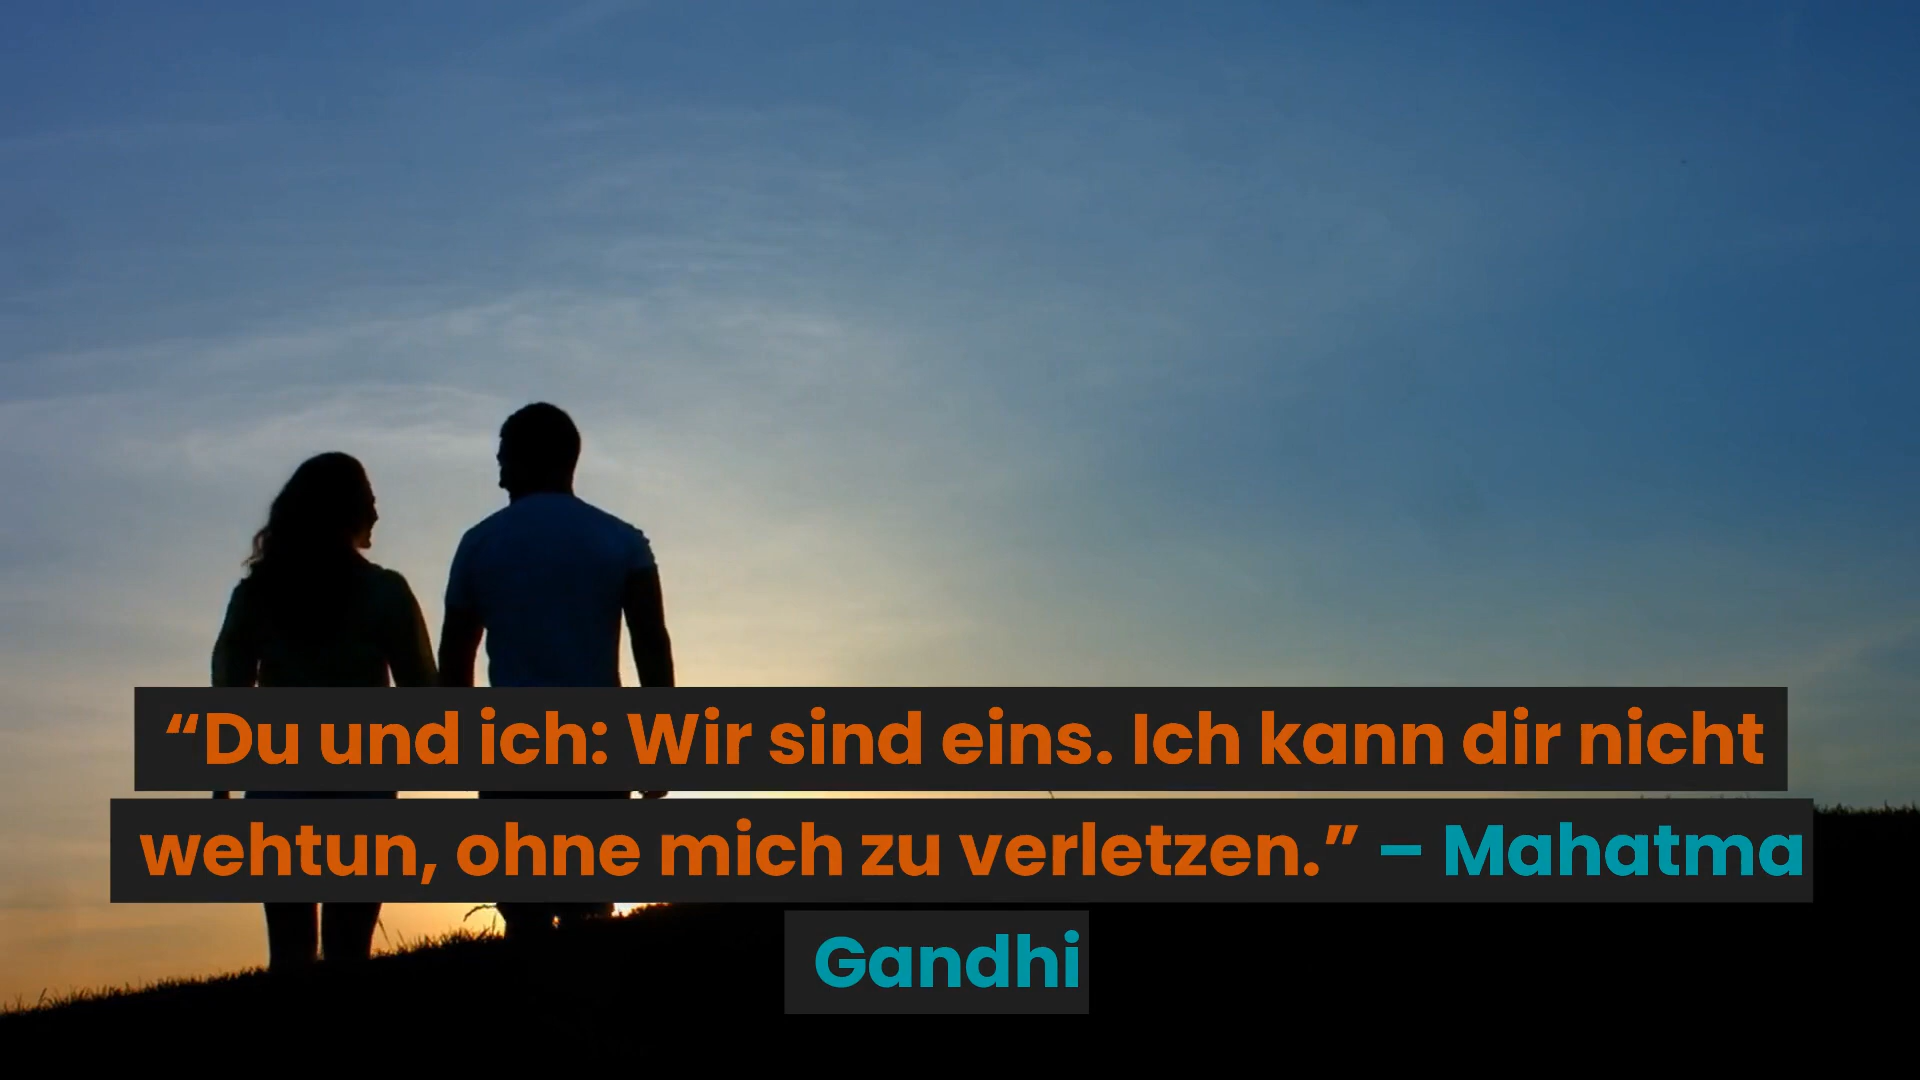 “Du und ich: Wir sind eins. Ich kann dir nicht
wehtun, ohne mich zu verletzen.” – Mahatma
Gandhi